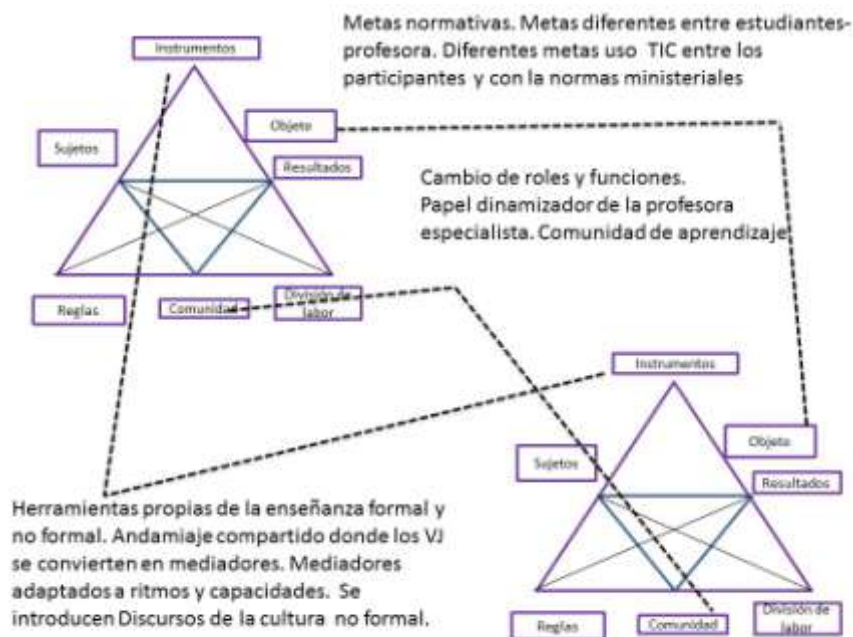 Metas normativas. Metas diferentes entre estudiantes-
profesora. Diferentes metas uso TIC entre los
participantes y con la normas ministeriales
Instrumentos
Sujetos
Objeto
Resultados
Reglas
Comunidad
División de
labor
Cambio de roles y funciones.
Papel dinamizador de la profesora
especialista. Comunidad de aprendizaje
Instrumentos
Sujetos
Objeto
Resultados
Reglas
Comunidad
División de
labor
Herramientas propias de la enseñanza formal y
no formal. Andamiaje compartido donde los VJ
se convierten en mediadores. Mediadores
adaptados a ritmos y capacidades. Se
introducen Discursos de la cultura no formal.